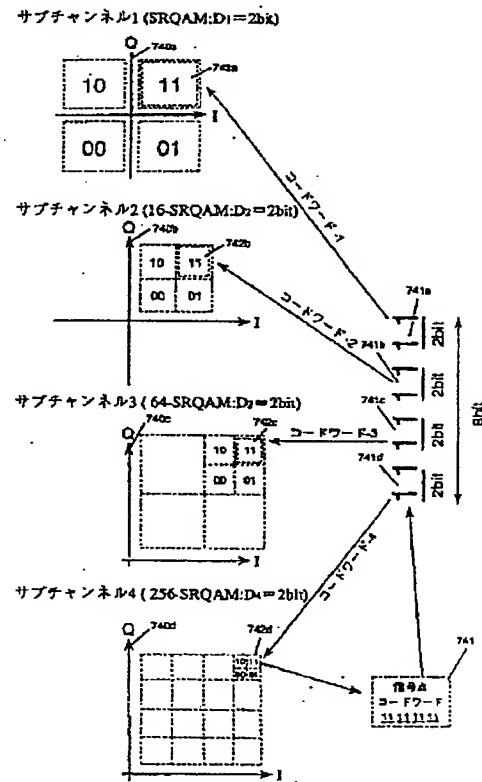 サブチャンネル1 (SRQAM:D1=2bit)
Q 740a
742a
10 11
I
00 01
コードワード-1
サブチャンネル2 (16-SRQAM:D2=2bit)
Q 740b
742b
10 11
00 01
I
コードワード-2
741a
2bit
741b
2bit
741c
2bit
741d
2bit
8bit
サブチャンネル3 (64-SRQAM:D3=2bit)
Q 740c
742c
10 11
00 01
I
コードワード-3
コードワード-4
サブチャンネル4 (256-SRQAM:D4=2bit)
Q 740d
742d
10 11
00 01
I
741
信号点
コードワード
11 11 11 11